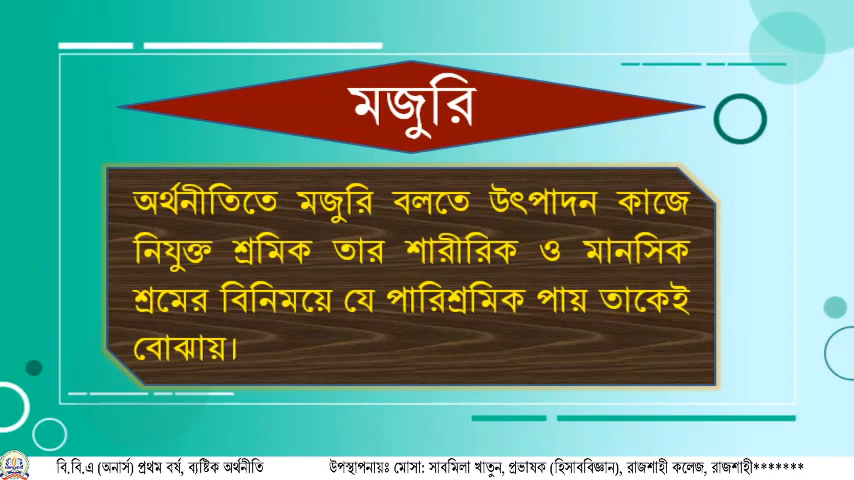 মজুরি
অর্থনীতিতে মজুরি বলতে উৎপাদন কাজে
নিযুক্ত শ্রমিক তার শারীরিক ও মানসিক
শ্রমের বিনিময়ে যে পারিশ্রমিক পায় তাকেই
বোঝায়।
বি.বি.এ (অনার্স) প্রথম বর্ষ, ব্যষ্টিক অর্থনীতি
উপস্থাপনায়ঃ মোসা: সাবমিলা খাতুন, প্রভাষক (হিসাববিজ্ঞান), রাজশাহী কলেজ, রাজশাহী*******